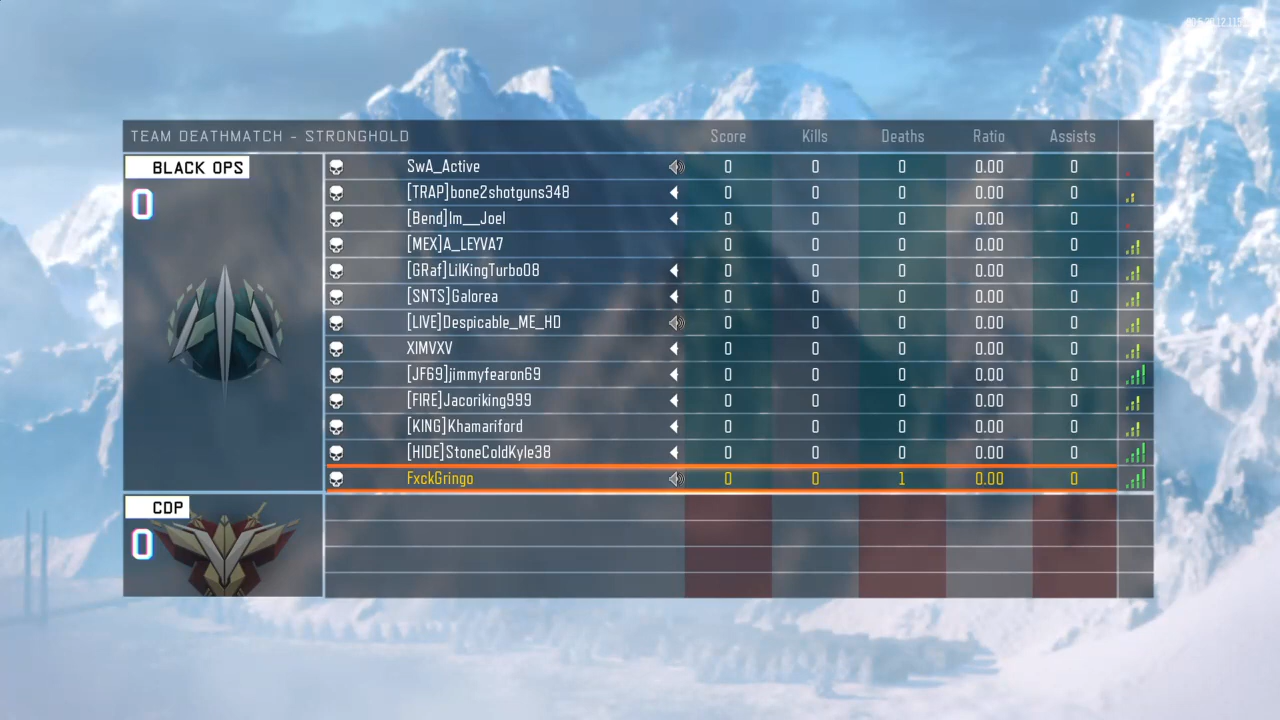 TEAM DEATHMATCH - STRONGHOLD Score Kills Deaths Ratio Assists
BLACK OPS
0
SwA_Active 0 0 0 0.00 0
[TRAP]bone2shotguns348 0 0 0 0.00 0
[Bend]Im__Joel 0 0 0 0.00 0
[MEX]A_LEYVA7 0 0 0 0.00 0
[GRaf]LilKingTurbo08 0 0 0 0.00 0
[SNTS]Galorea 0 0 0 0.00 0
[LIVE]Despicable_ME_HD 0 0 0 0.00 0
XIMVXV 0 0 0 0.00 0
[JF69]jimmyfearon69 0 0 0 0.00 0
[FIRE]Jacoriking999 0 0 0 0.00 0
[KING]Khamariford 0 0 0 0.00 0
[HIDE]StoneColdKyle38 0 0 0 0.00 0
FxckGringo 0 0 1 0.00 0
CDP
0